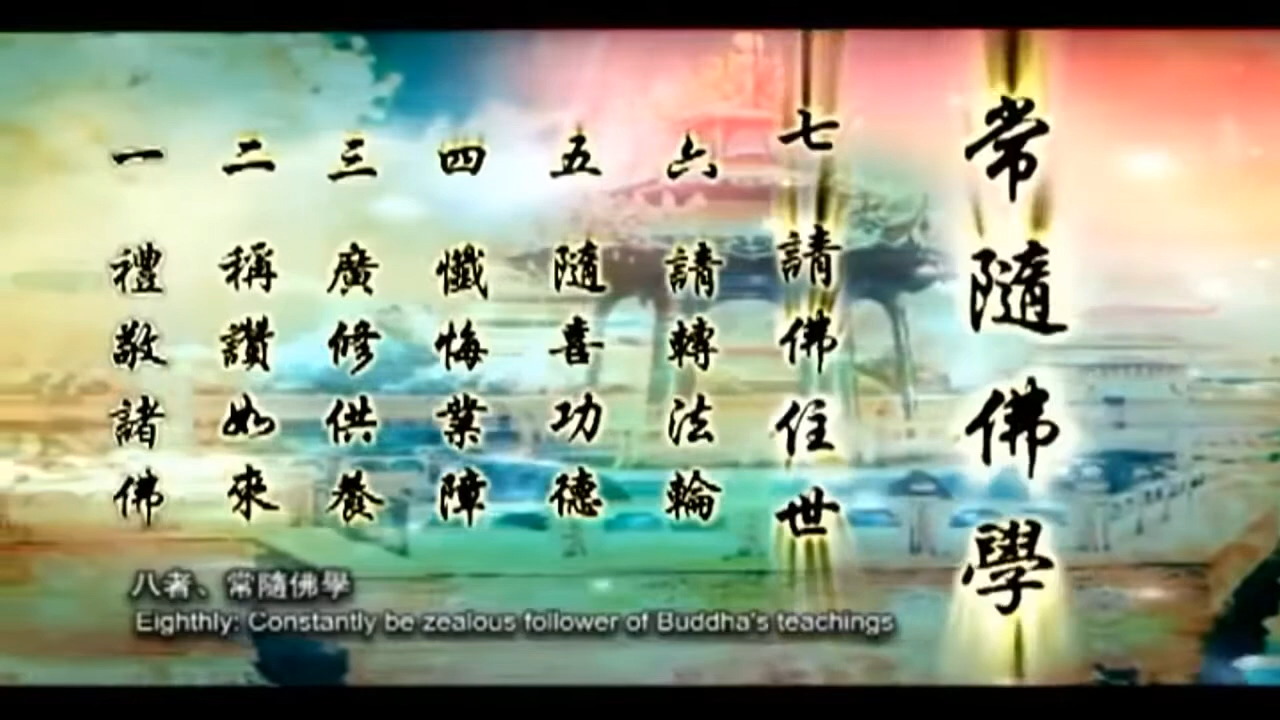 一 禮敬諸佛
二 稱讚如來
三 廣修供養
四 懺悔業障
五 隨喜功德
六 請轉法輪
七 請佛住世
常隨佛學
八者、常隨佛學
Eighthly: Constantly be zealous follower of Buddha's teachings